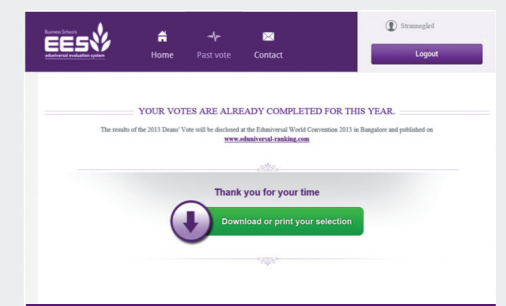 Business Schools
EES
eduniversal evaluation system
Home
Past vote
Contact
Strannegård
Logout
YOUR VOTES ARE ALREADY COMPLETED FOR THIS YEAR.
The results of the 2013 Deans' Vote will be disclosed at the Eduniversal World Convention 2013 in Bangalore and published on
www.eduniversal-ranking.com
Thank you for your time
Download or print your selection